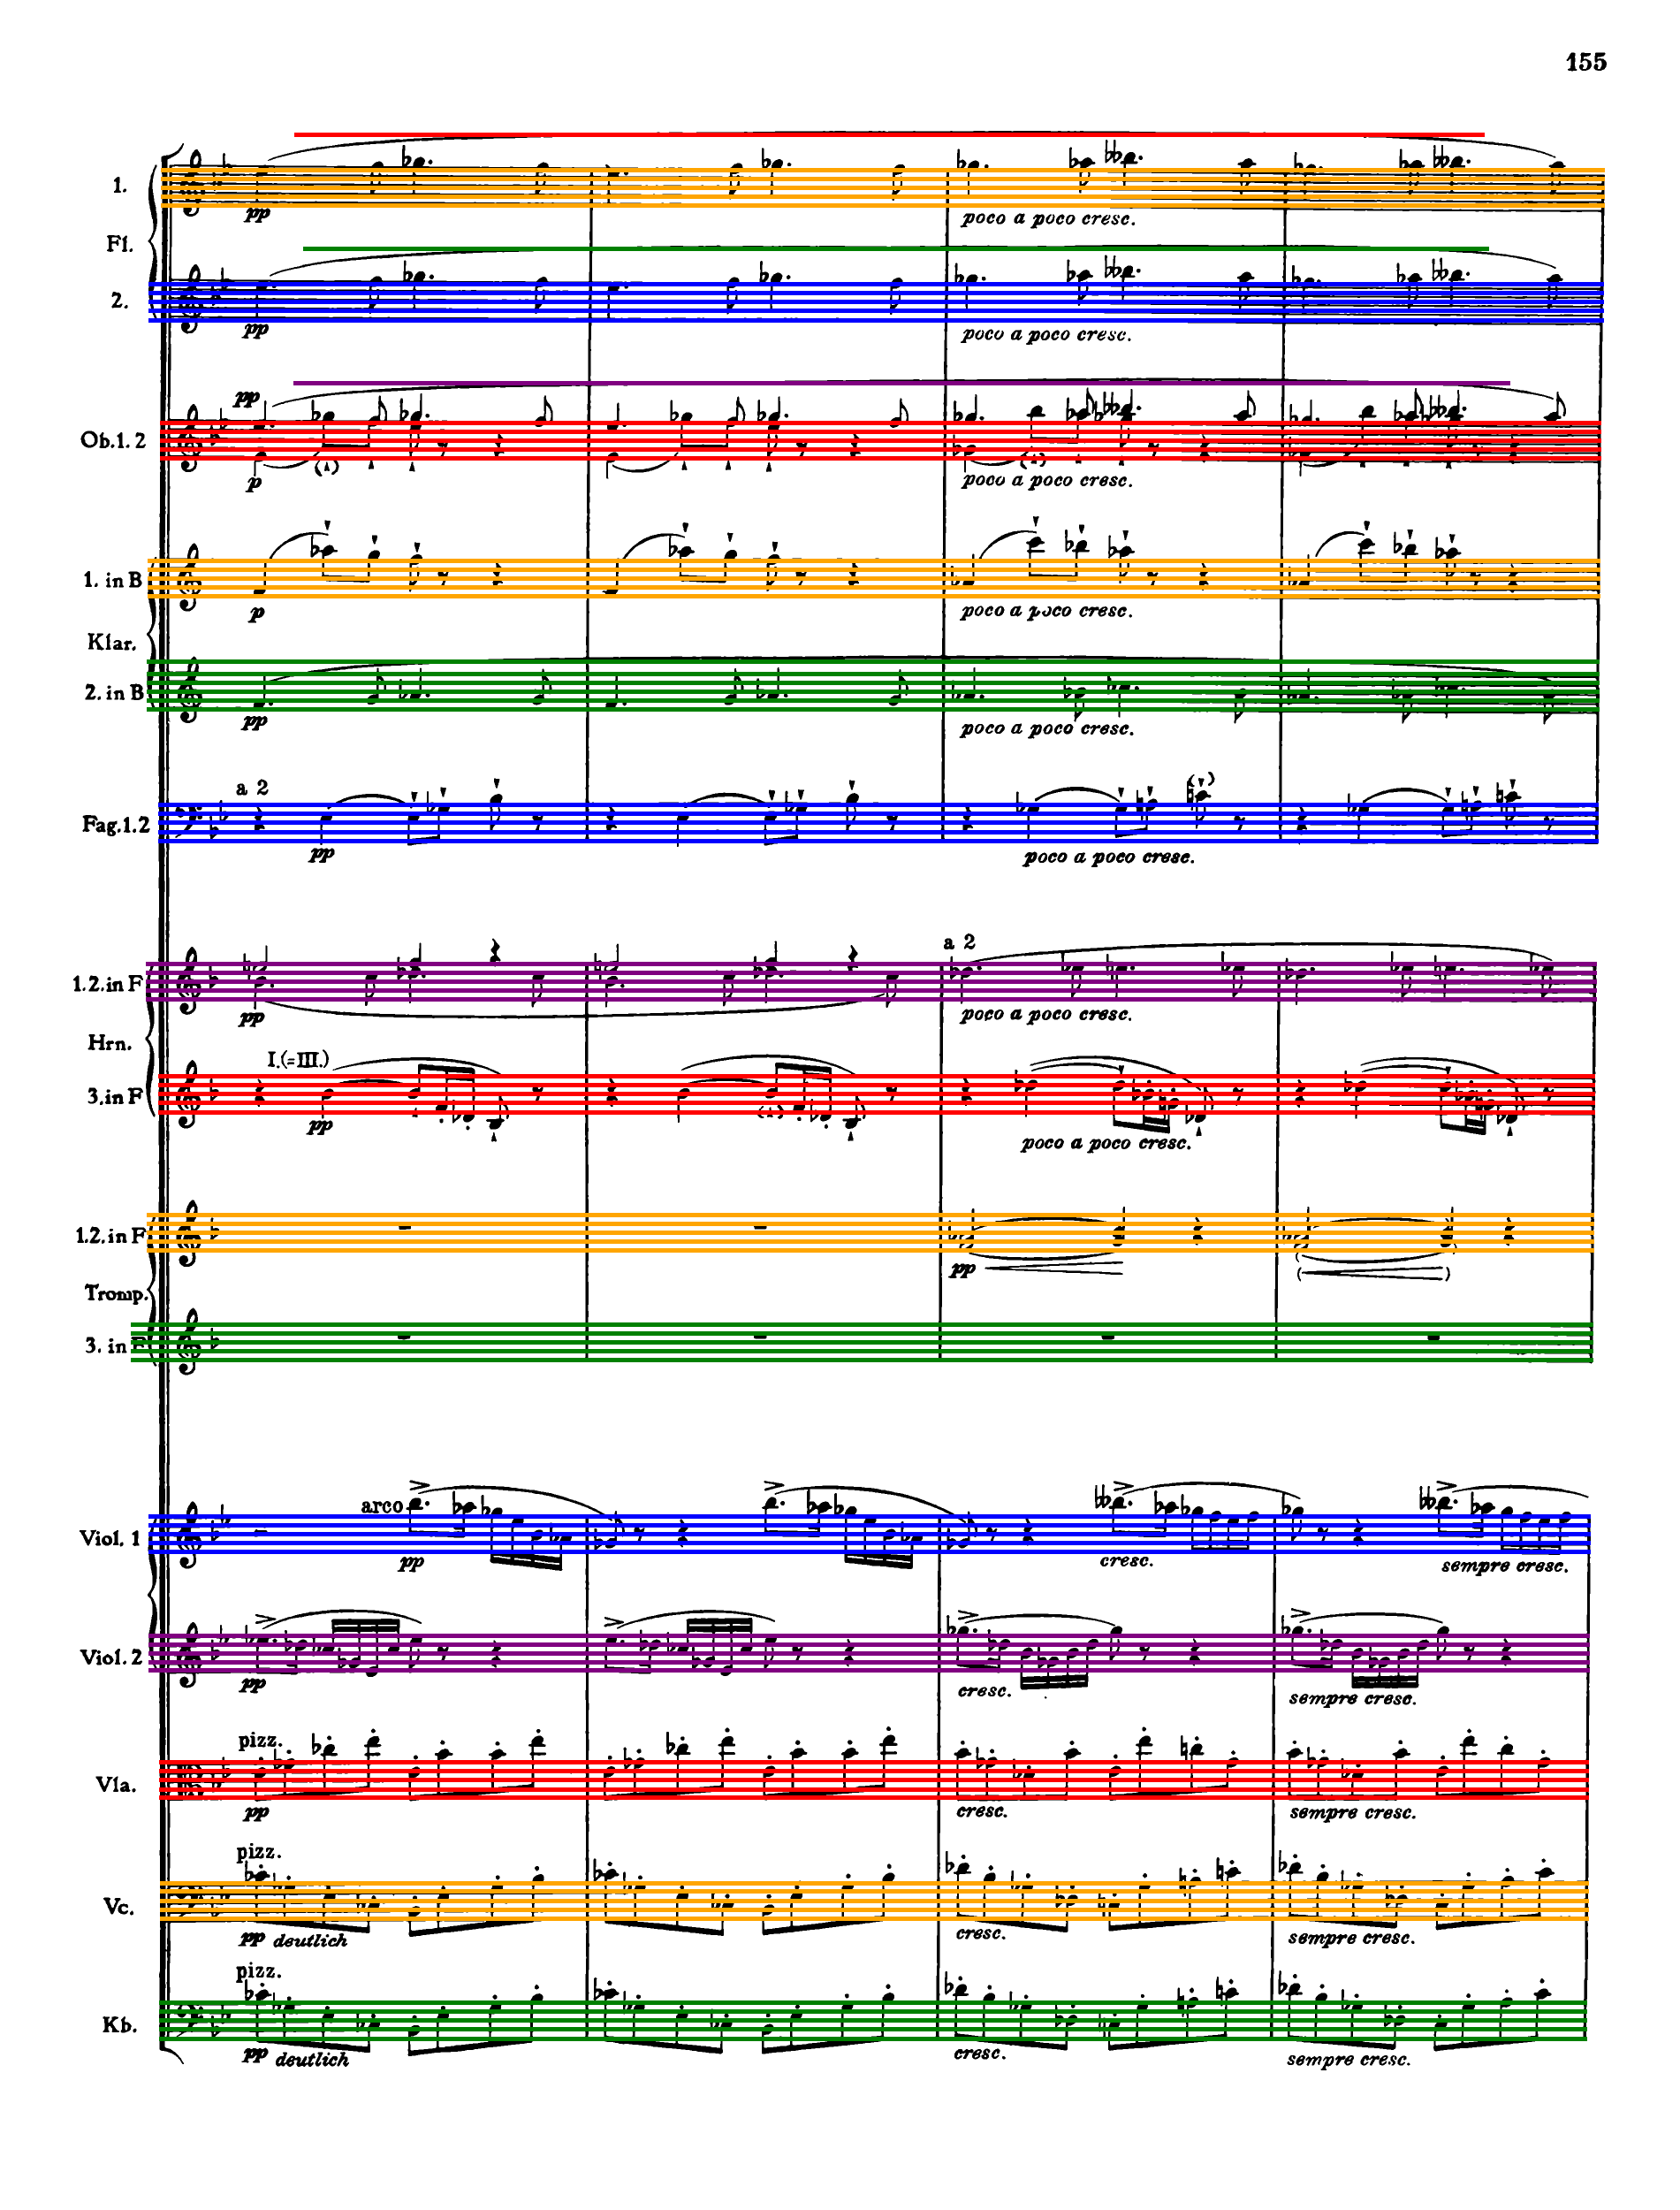 155
1.
pp
poco a poco cresc.
Fl.
2.
pp
poco a poco cresc.
pp
Ob.1. 2
p
poco a poco cresc.
1. in B
p
poco a poco cresc.
Klar.
2. in B
pp
poco a poco cresc.
a 2
Fag.1.2
pp
poco a poco cresc.
a 2
1.2. in F
pp
poco a poco cresc.
Hrn.
I.(=III.)
3. in F
pp
poco a poco cresc.
1.2. in F
pp
Tromp.
3. in F
arco
Viol. 1
pp
cresc.
sempre cresc.
Viol. 2
pp
cresc.
sempre cresc.
pizz.
Vla.
pp
cresc.
sempre cresc.
pizz.
Vc.
pp deutlich
cresc.
sempre cresc.
pizz.
Kb.
pp deutlich
cresc.
sempre cresc.